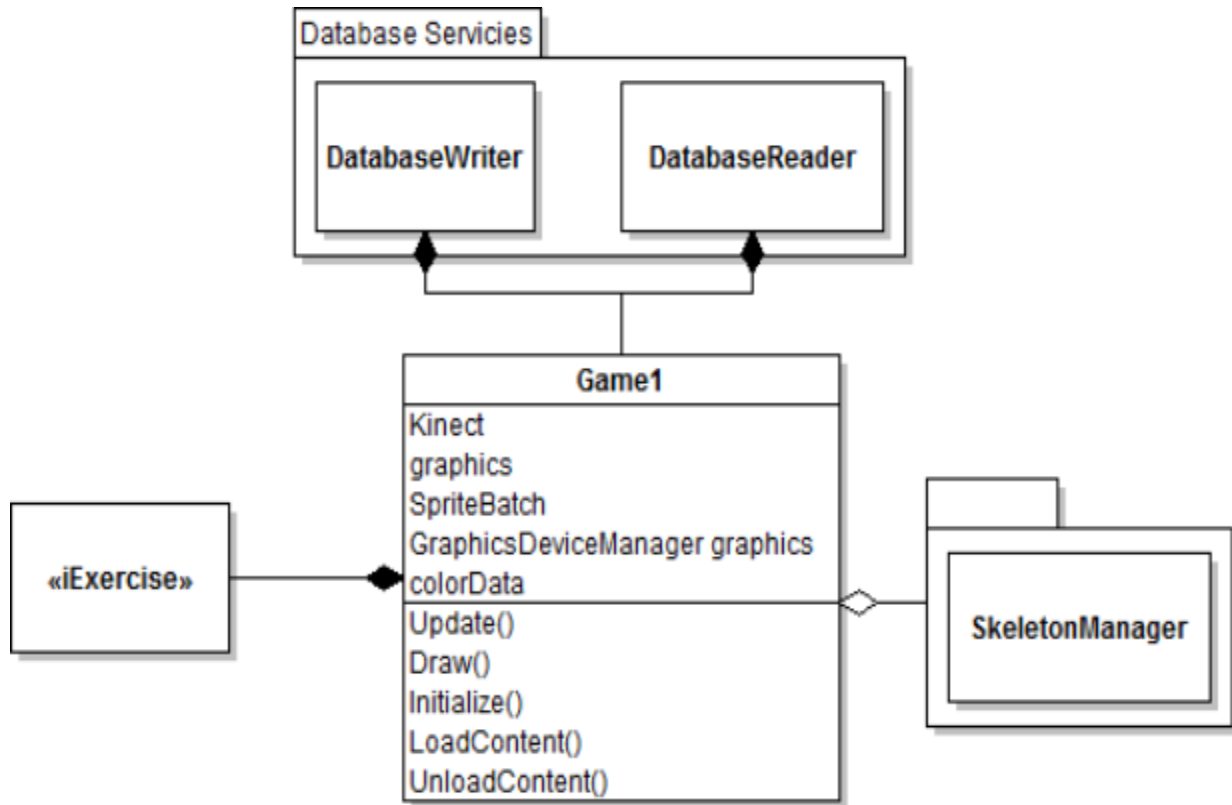 Database Servicies
DatabaseWriter
DatabaseReader
Game1
Kinect
graphics
SpriteBatch
GraphicsDeviceManager graphics
colorData
Update()
Draw()
Initialize()
LoadContent()
UnloadContent()
«iExercise»
SkeletonManager